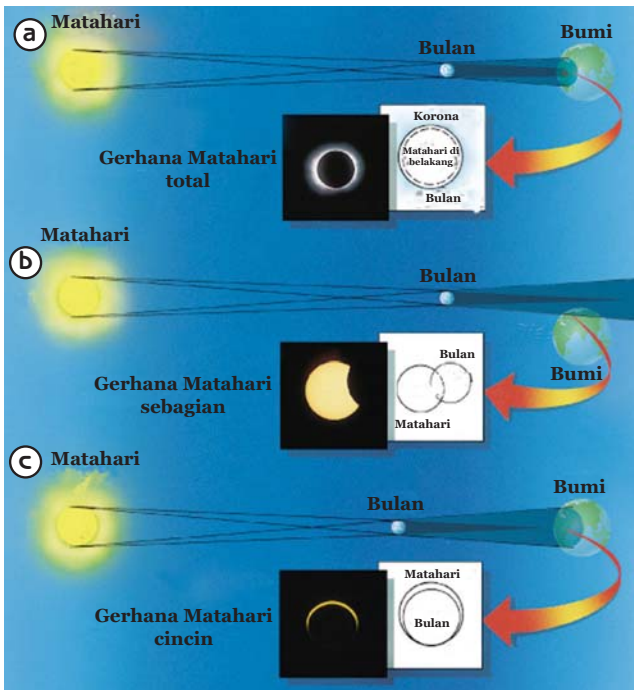 a
Matahari
Bulan
Bumi
Gerhana Matahari
total
Korona
Matahari di
belakang
Bulan
b
Matahari
Bulan
Bumi
Gerhana Matahari
sebagian
Bulan
Matahari
c
Matahari
Bulan
Bumi
Gerhana Matahari
cincin
Matahari
Bulan